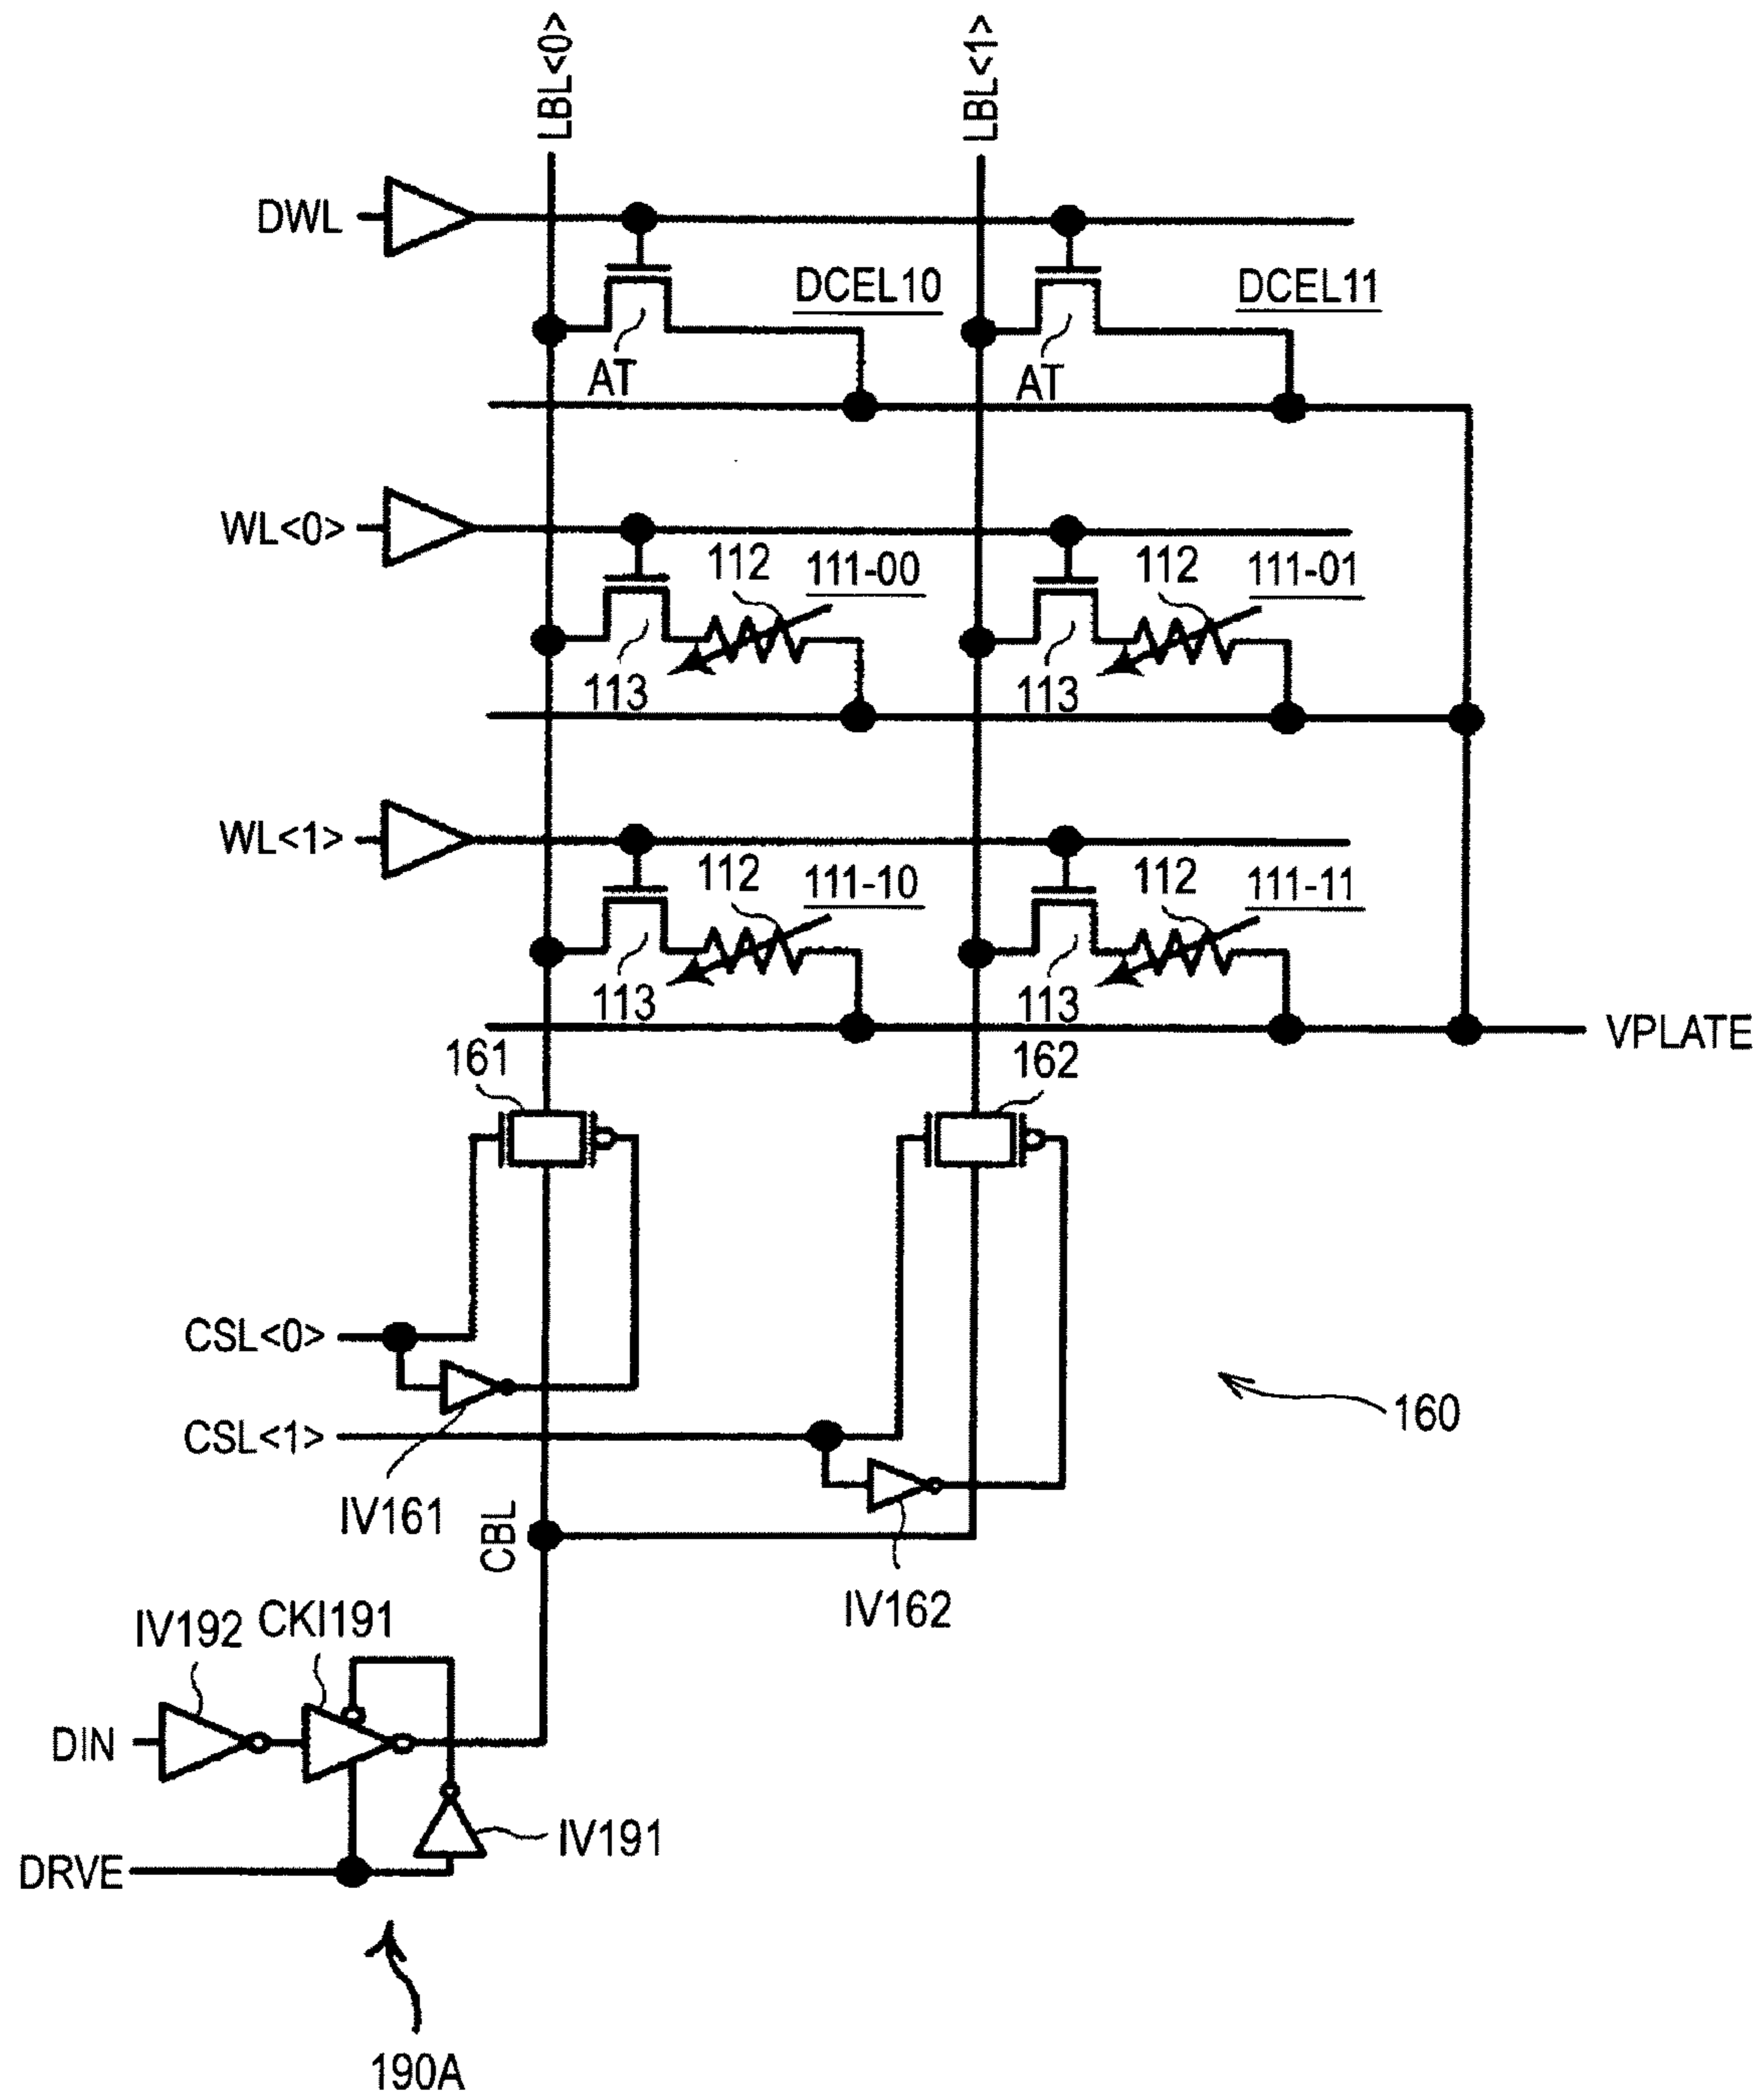 LBL<0>
LBL<1>
DWL
DCEL10
DCEL11
AT
AT
WL<0>
112
111-00
112
111-01
113
113
WL<1>
112
111-10
112
111-11
113
113
VPLATE
161
162
CSL<0>
160
CSL<1>
IV161
CBL
IV162
IV192
CKI191
DIN
IV191
DRVE
190A